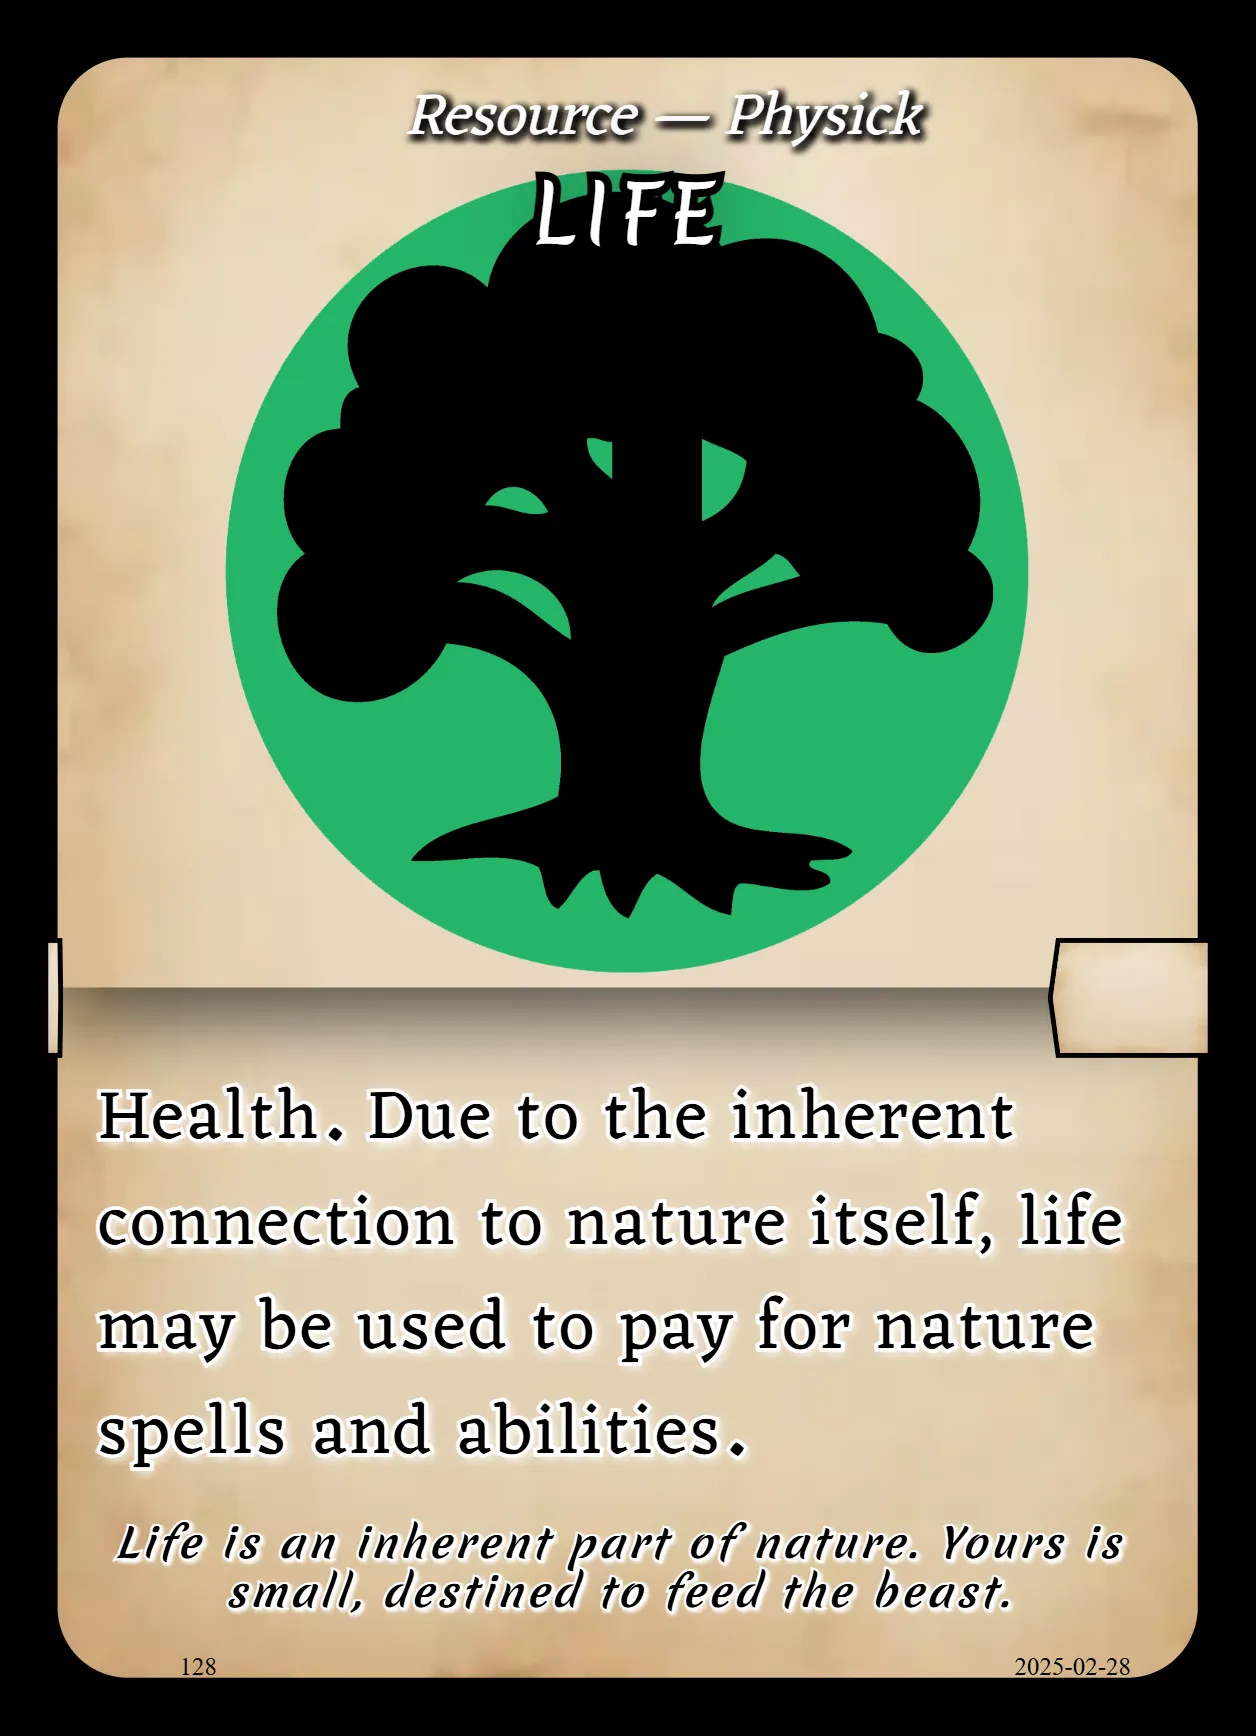 Resource — Physick
LIFE
Health. Due to the inherent
connection to nature itself, life
may be used to pay for nature
spells and abilities.
Life is an inherent part of nature. Yours is
small, destined to feed the beast.
128
2025-02-28